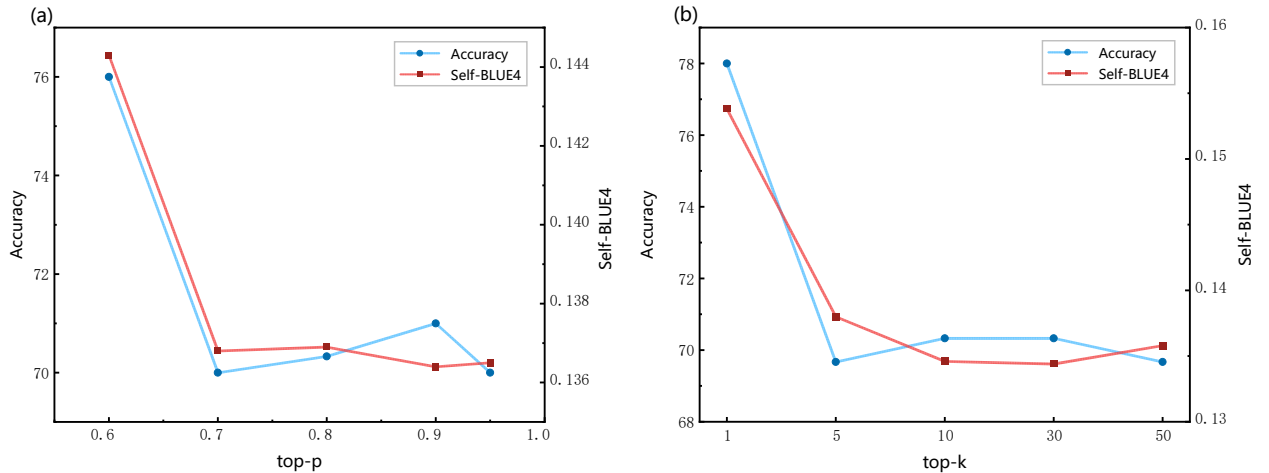 (a)
Accuracy
Self-BLUE4
76
74
72
70
Accuracy
0.144
0.142
0.140
0.138
0.136
Self-BLUE4
0.6 0.7 0.8 0.9 1.0
top-p
(b)
Accuracy
Self-BLUE4
78
76
74
72
70
68
Accuracy
0.16
0.15
0.14
0.13
Self-BLUE4
1 5 10 30 50
top-k